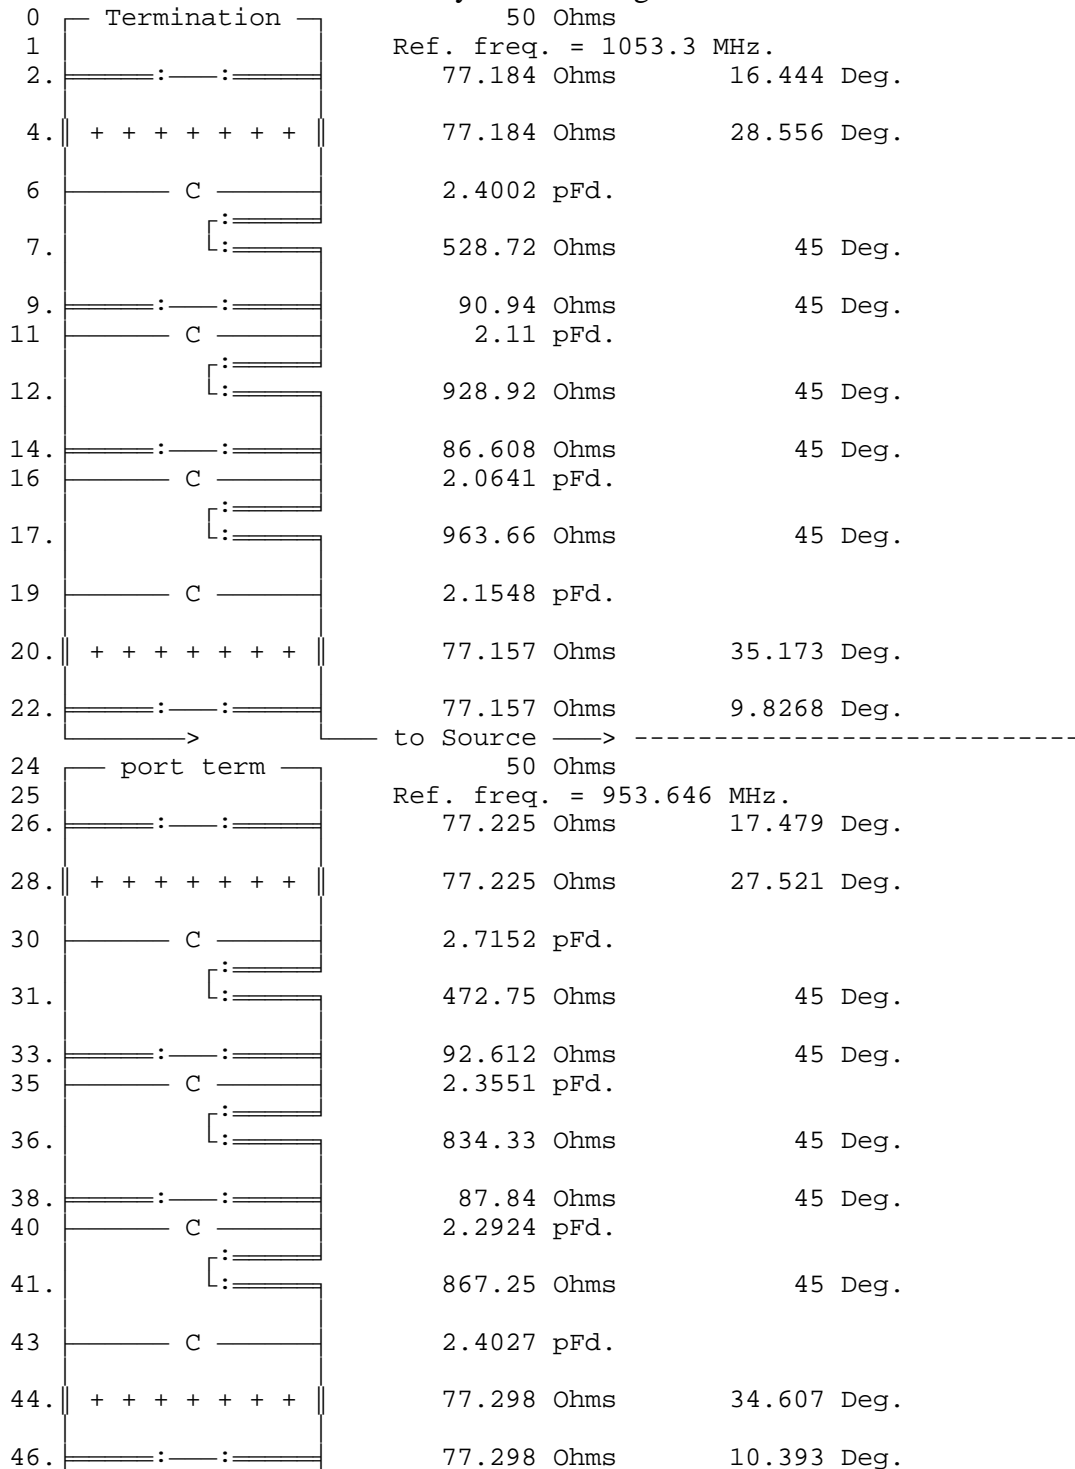 0 Termination 50 Ohms
1 Ref. freq. = 1053.3 MHz.
2. : : 77.184 Ohms 16.444 Deg.
4. + + + + + + + 77.184 Ohms 28.556 Deg.
6 C 2.4002 pFd.
:
7. : 528.72 Ohms 45 Deg.
9. : : 90.94 Ohms 45 Deg.
11 C 2.11 pFd.
:
12. : 928.92 Ohms 45 Deg.
14. : : 86.608 Ohms 45 Deg.
16 C 2.0641 pFd.
:
17. : 963.66 Ohms 45 Deg.
19 C 2.1548 pFd.
20. + + + + + + + 77.157 Ohms 35.173 Deg.
22. : : 77.157 Ohms 9.8268 Deg.
> to Source > ----------------------------
24 port term 50 Ohms
25 Ref. freq. = 953.646 MHz.
26. : : 77.225 Ohms 17.479 Deg.
28. + + + + + + + 77.225 Ohms 27.521 Deg.
30 C 2.7152 pFd.
:
31. : 472.75 Ohms 45 Deg.
33. : : 92.612 Ohms 45 Deg.
35 C 2.3551 pFd.
:
36. : 834.33 Ohms 45 Deg.
38. : : 87.84 Ohms 45 Deg.
40 C 2.2924 pFd.
:
41. : 867.25 Ohms 45 Deg.
43 C 2.4027 pFd.
44. + + + + + + + 77.298 Ohms 34.607 Deg.
46. : : 77.298 Ohms 10.393 Deg.